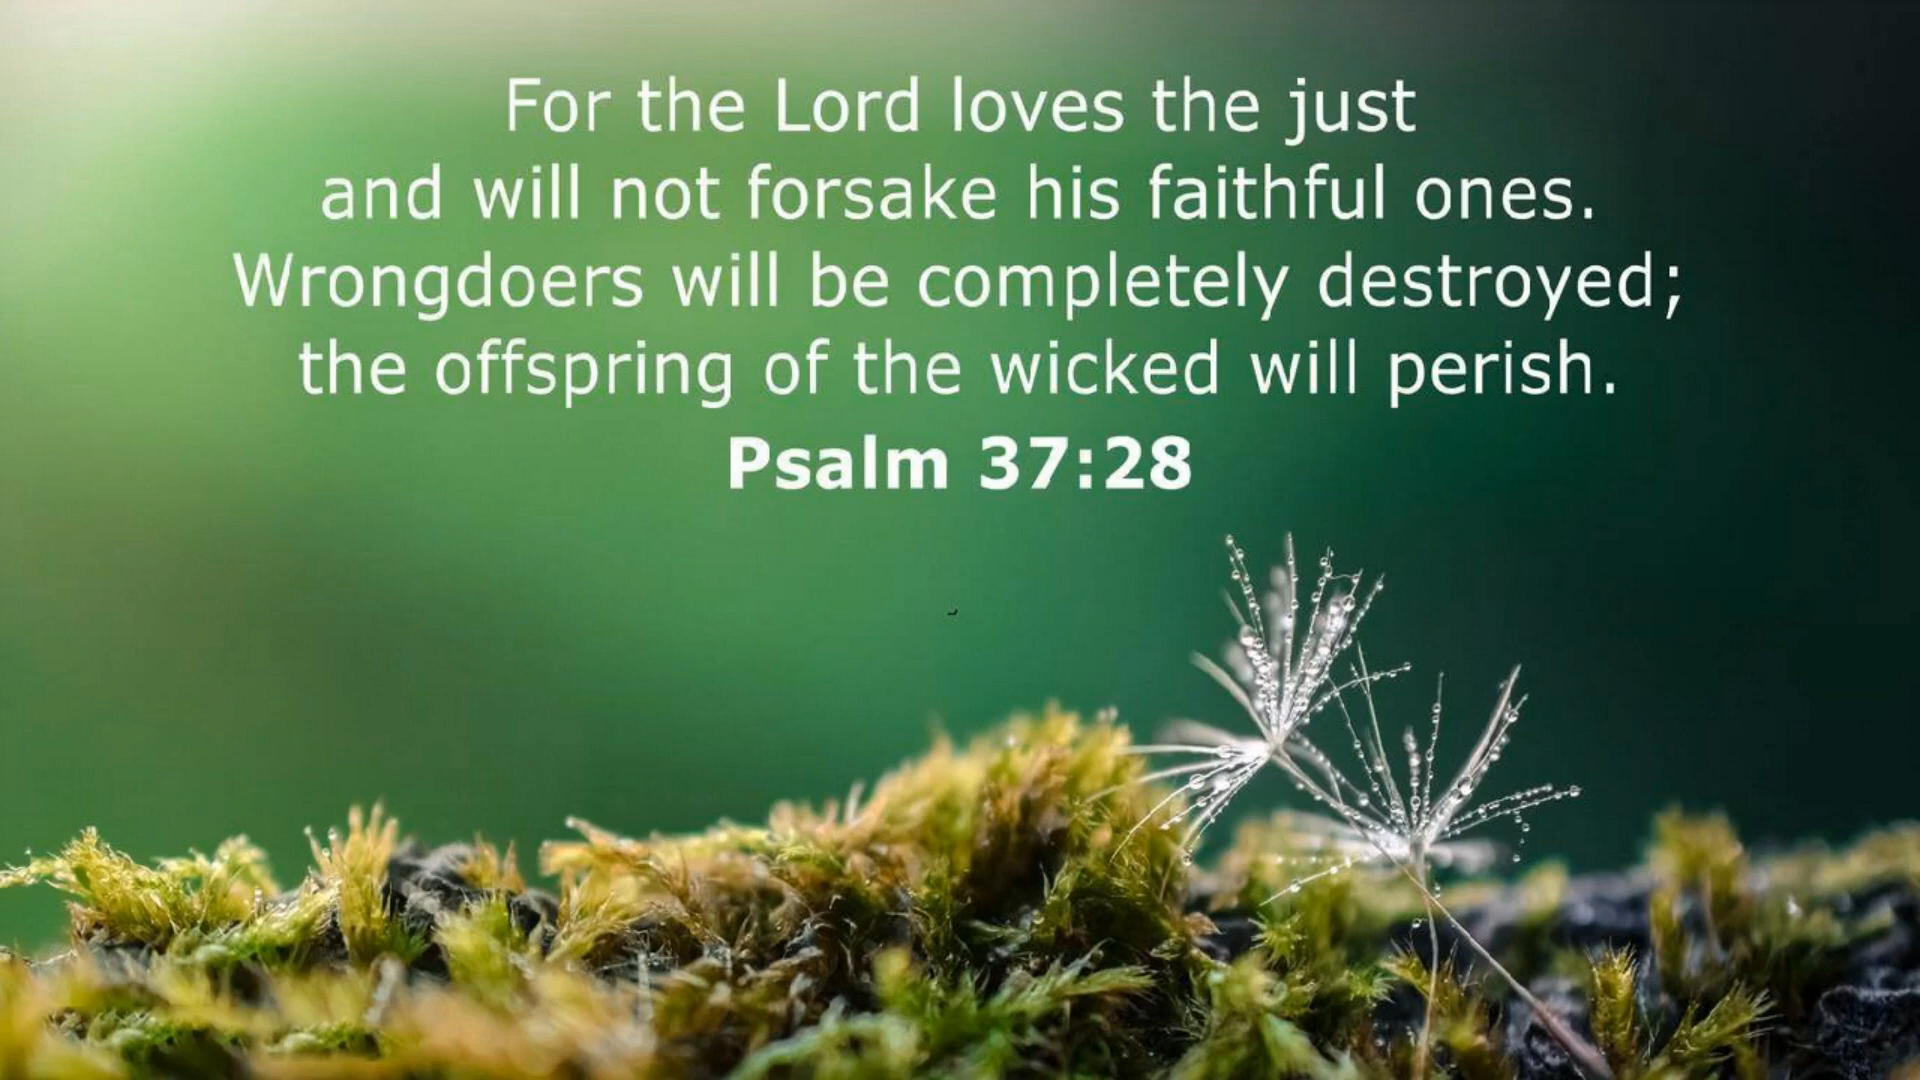 For the Lord loves the just
and will not forsake his faithful ones.
Wrongdoers will be completely destroyed;
the offspring of the wicked will perish.
Psalm 37:28